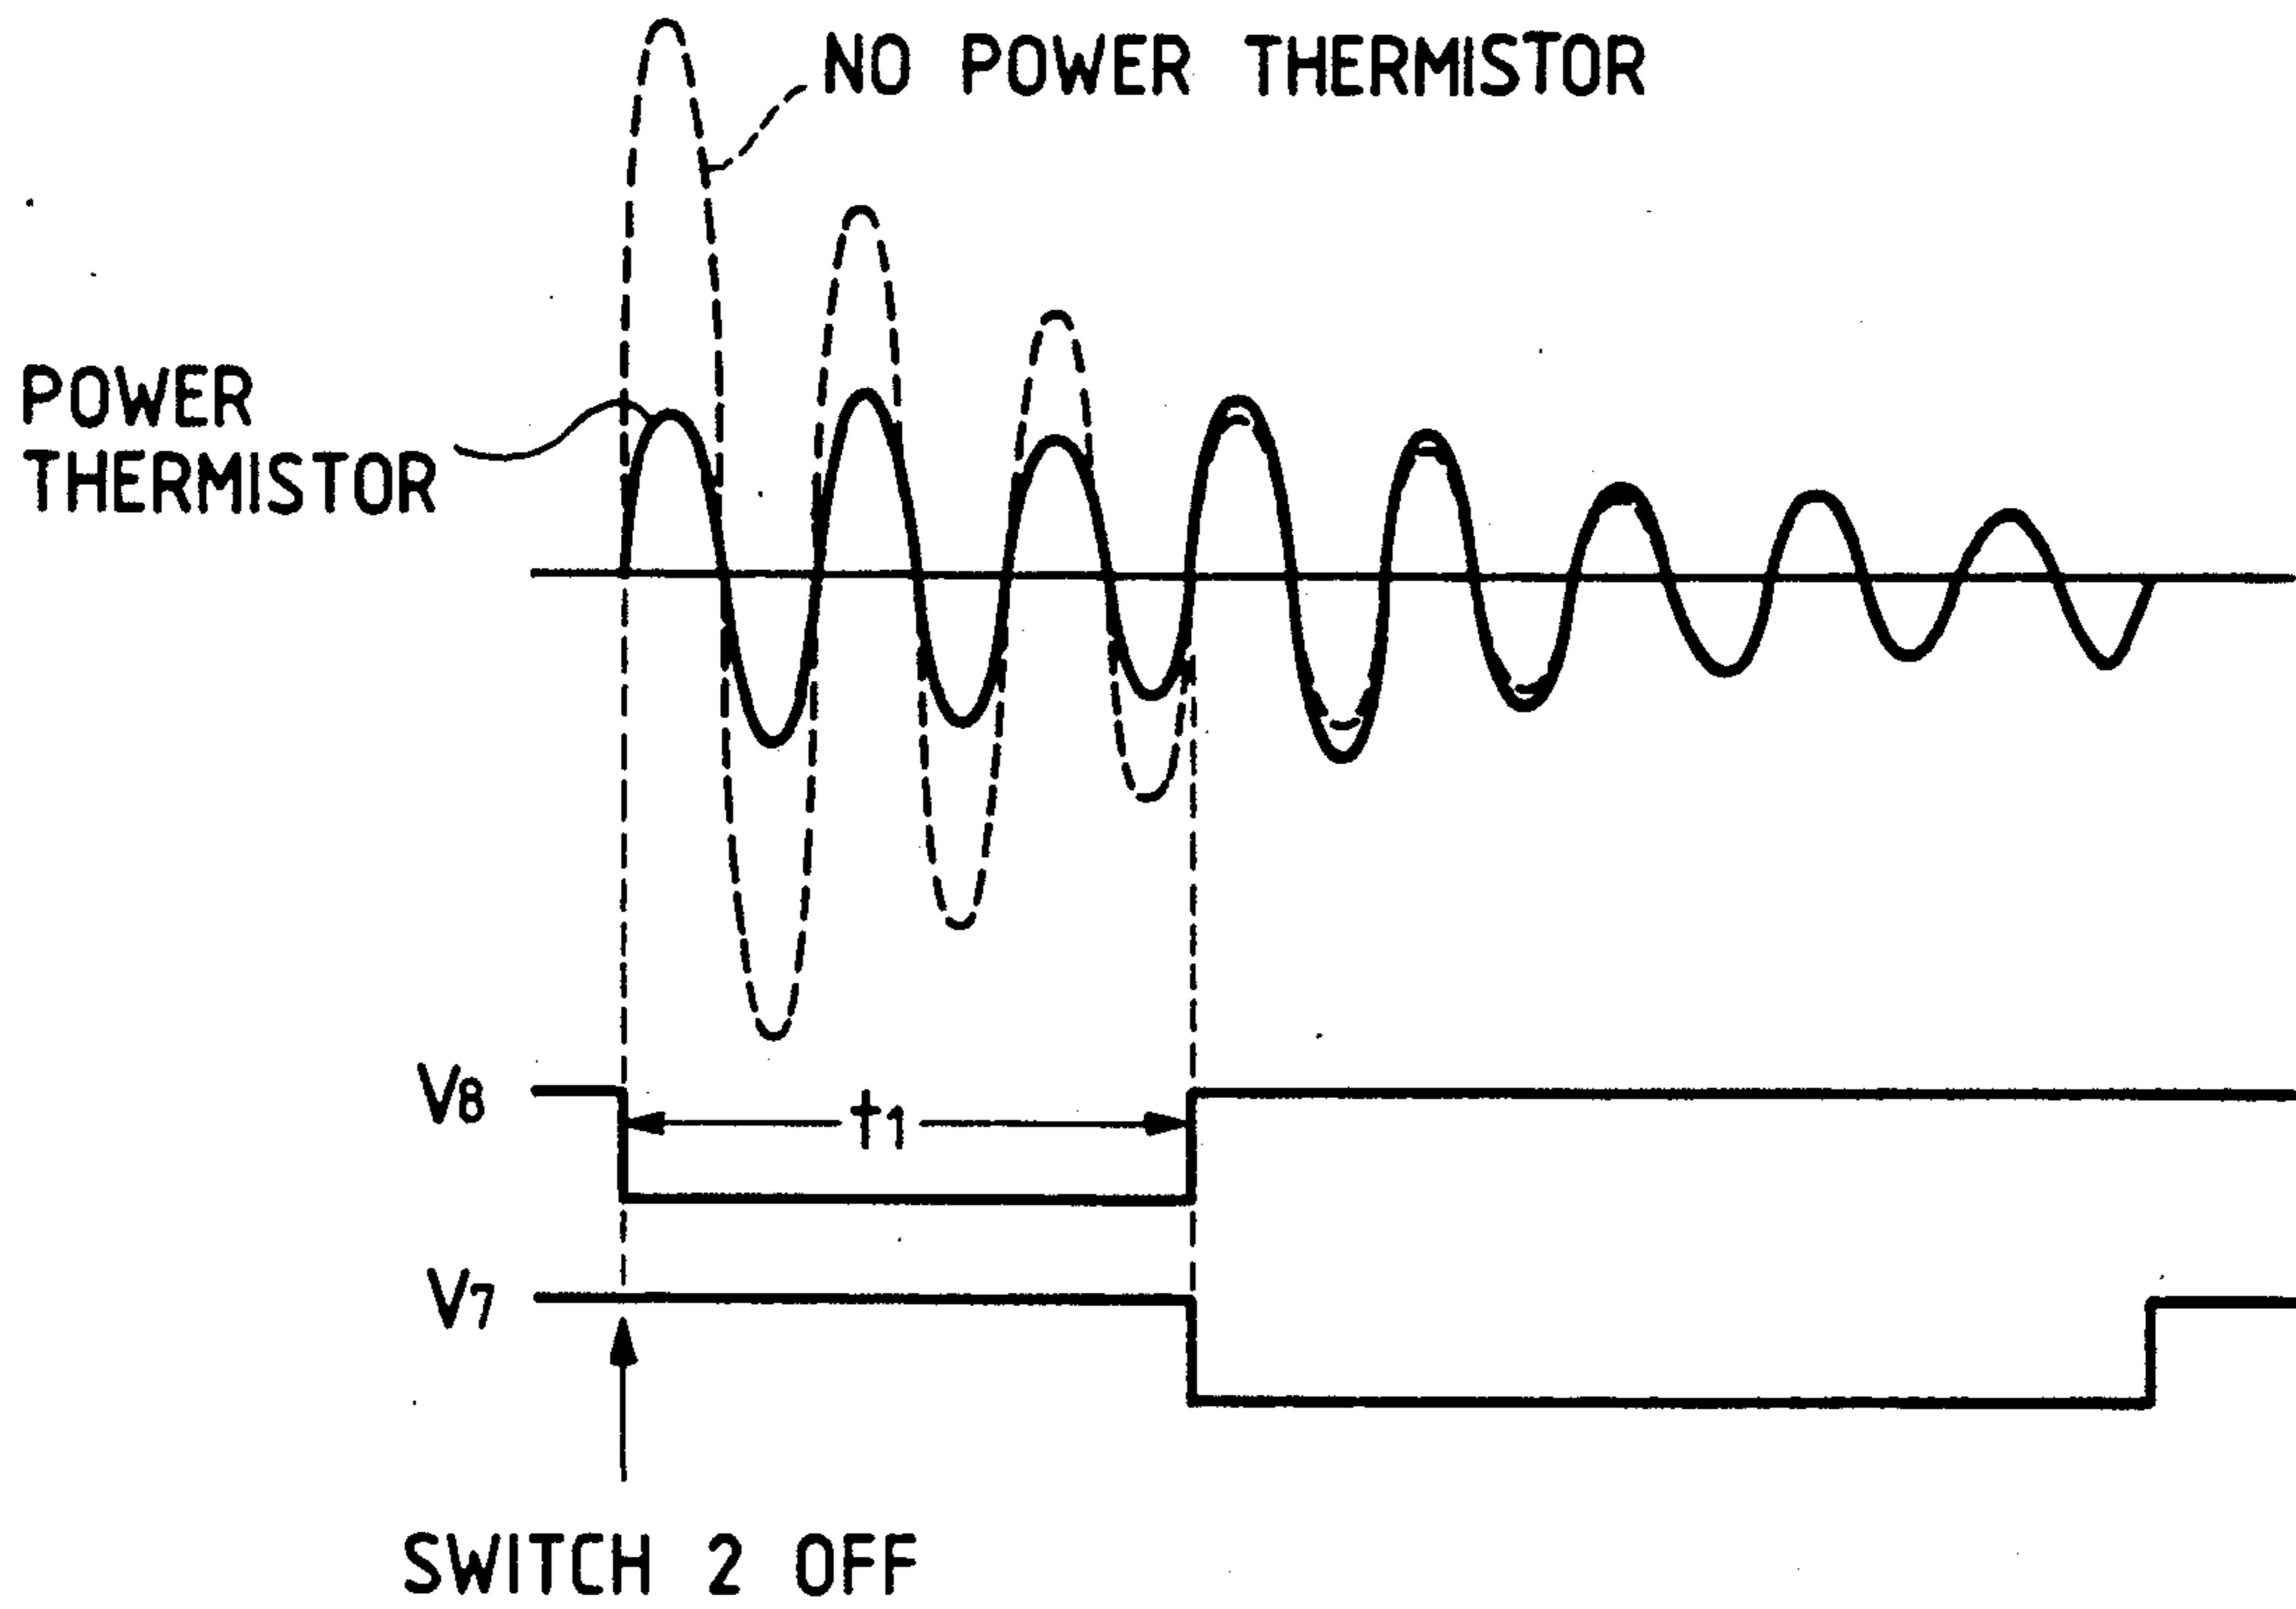 NO POWER THERMISTOR
POWER
THERMISTOR
V8
t1
V7
SWITCH 2 OFF